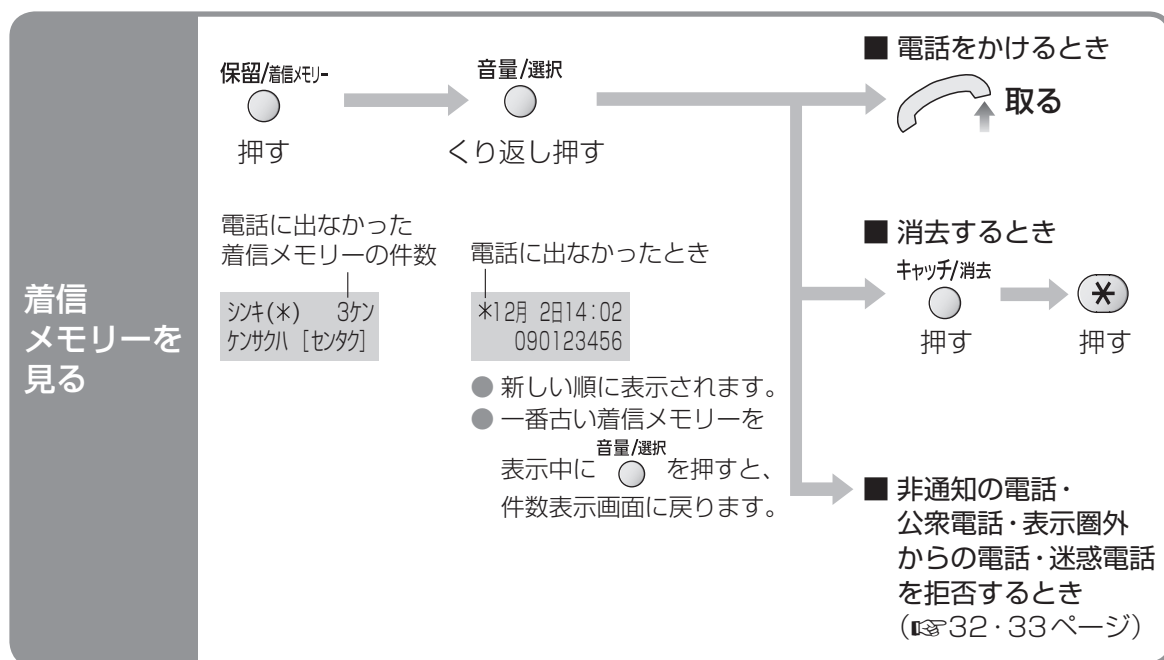 着信
メモリーを
見る
保留/着信メモリー
押す
音量/選択
くり返し押す
電話に出なかった
着信メモリーの件数
シンキ(*) 3ケン
ケンサクハ [センタク]
電話に出なかったとき
*12月 2日14:02
090123456
● 新しい順に表示されます。
● 一番古い着信メモリーを
音量/選択
表示中に を押すと、
件数表示画面に戻ります。
■ 電話をかけるとき
取る
■ 消去するとき
キャッチ/消去
押す
*
押す
■ 非通知の電話・
公衆電話・表示圏外
からの電話・迷惑電話
を拒否するとき
(☞32・33ページ)